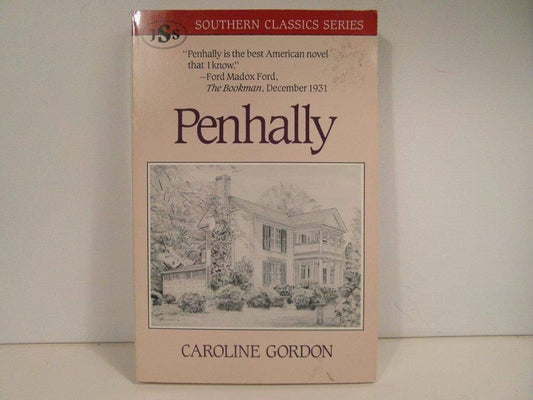 JSS
SOUTHERN CLASSICS SERIES
"Penhally is the best American novel
that I know."
—Ford Madox Ford,
The Bookman, December 1931
Penhally
CAROLINE GORDON